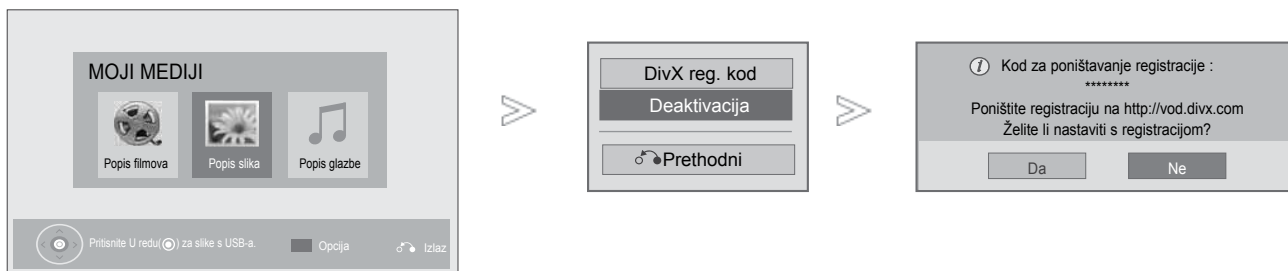 MOJI MEDIJI
Popis filmova
Popis slika
Popis glazbe
Pritisnite U redu(◉) za slike s USB-a.
Opcija
Izlaz
DivX reg. kod
Deaktivacija
Prethodni
Kod za poništavanje registracije :
********
Poništite registraciju na http://vod.divx.com
Želite li nastaviti s registracijom?
Da
Ne